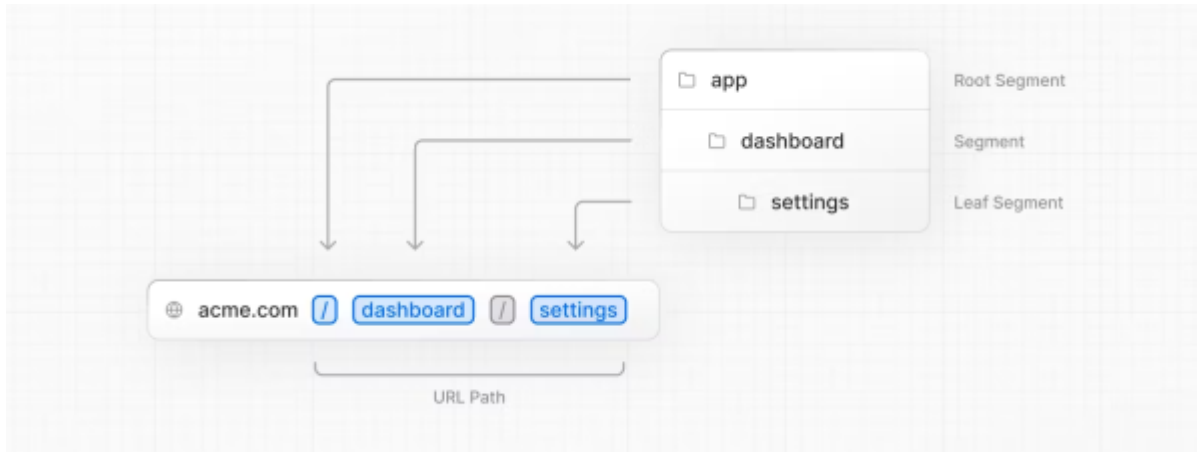 app Root Segment
dashboard Segment
settings Leaf Segment
acme.com / dashboard / settings
URL Path